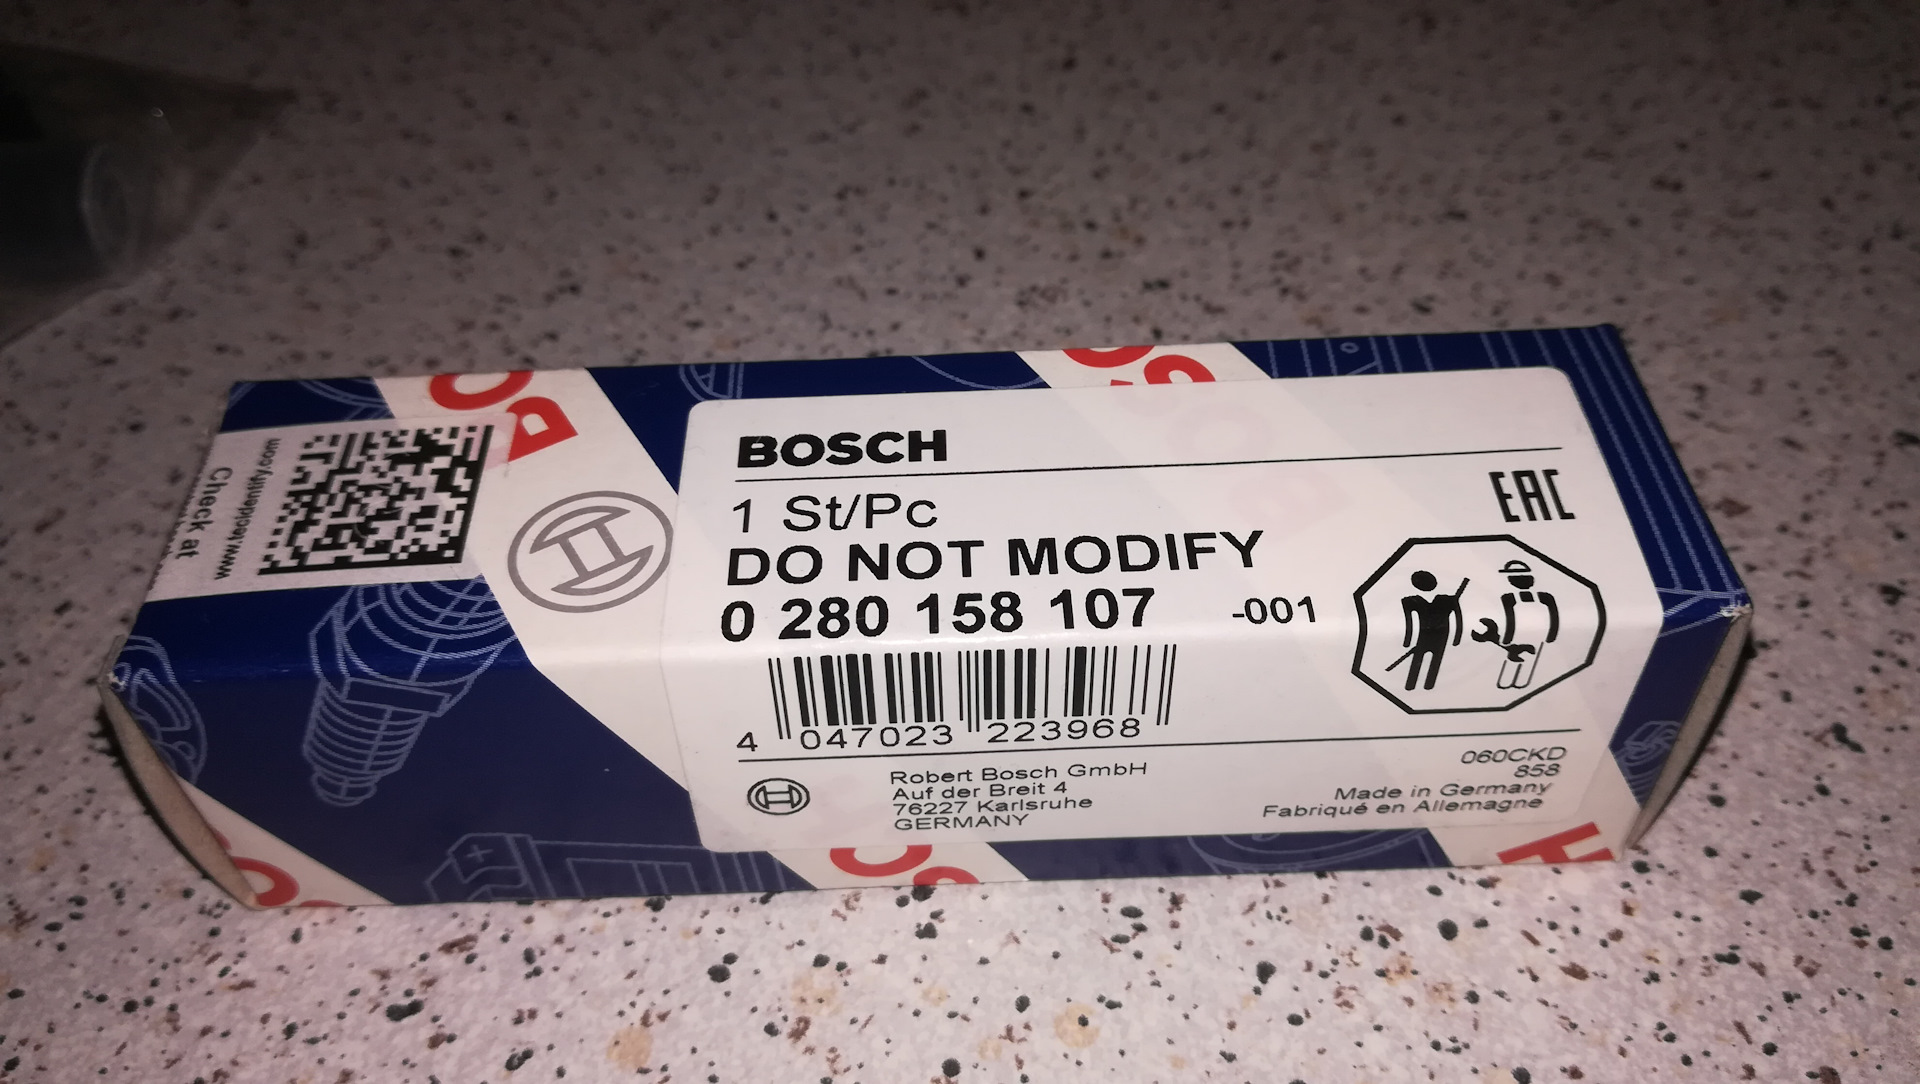 Check at
www.tecidentify.com
BOSCH
1 St/Pc
EAC
DO NOT MODIFY
0 280 158 107 -001
4 047023 223968
Robert Bosch GmbH
Auf der Breit 4
76227 Karlsruhe
GERMANY
060CKD
858
Made in Germany
Fabriqué en Allemagne